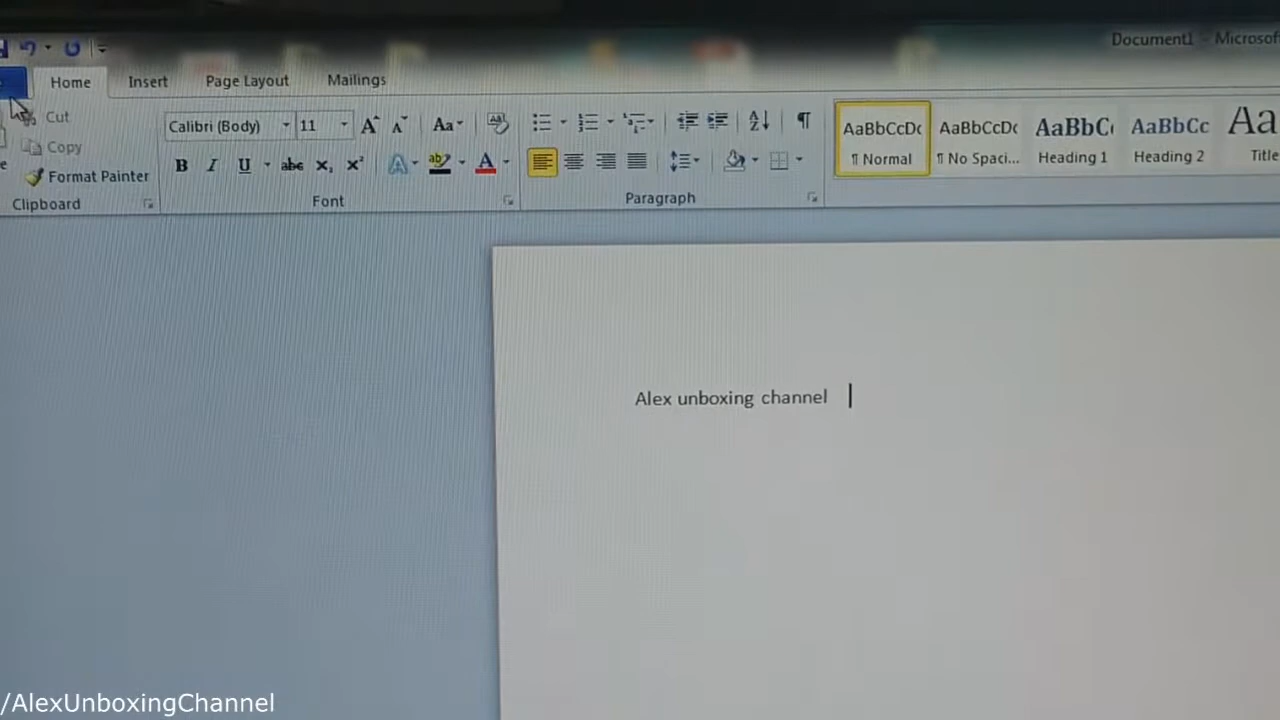 Document1 - Microsof
Home Insert Page Layout Mailings
Cut
Copy
Format Painter
Clipboard
Calibri (Body) 11
Font
Paragraph
AaBbCcDc AaBbCcDc AaBbC AaBbCc Aa
¶ Normal ¶ No Spaci... Heading 1 Heading 2 Title
Alex unboxing channel
/AlexUnboxingChannel